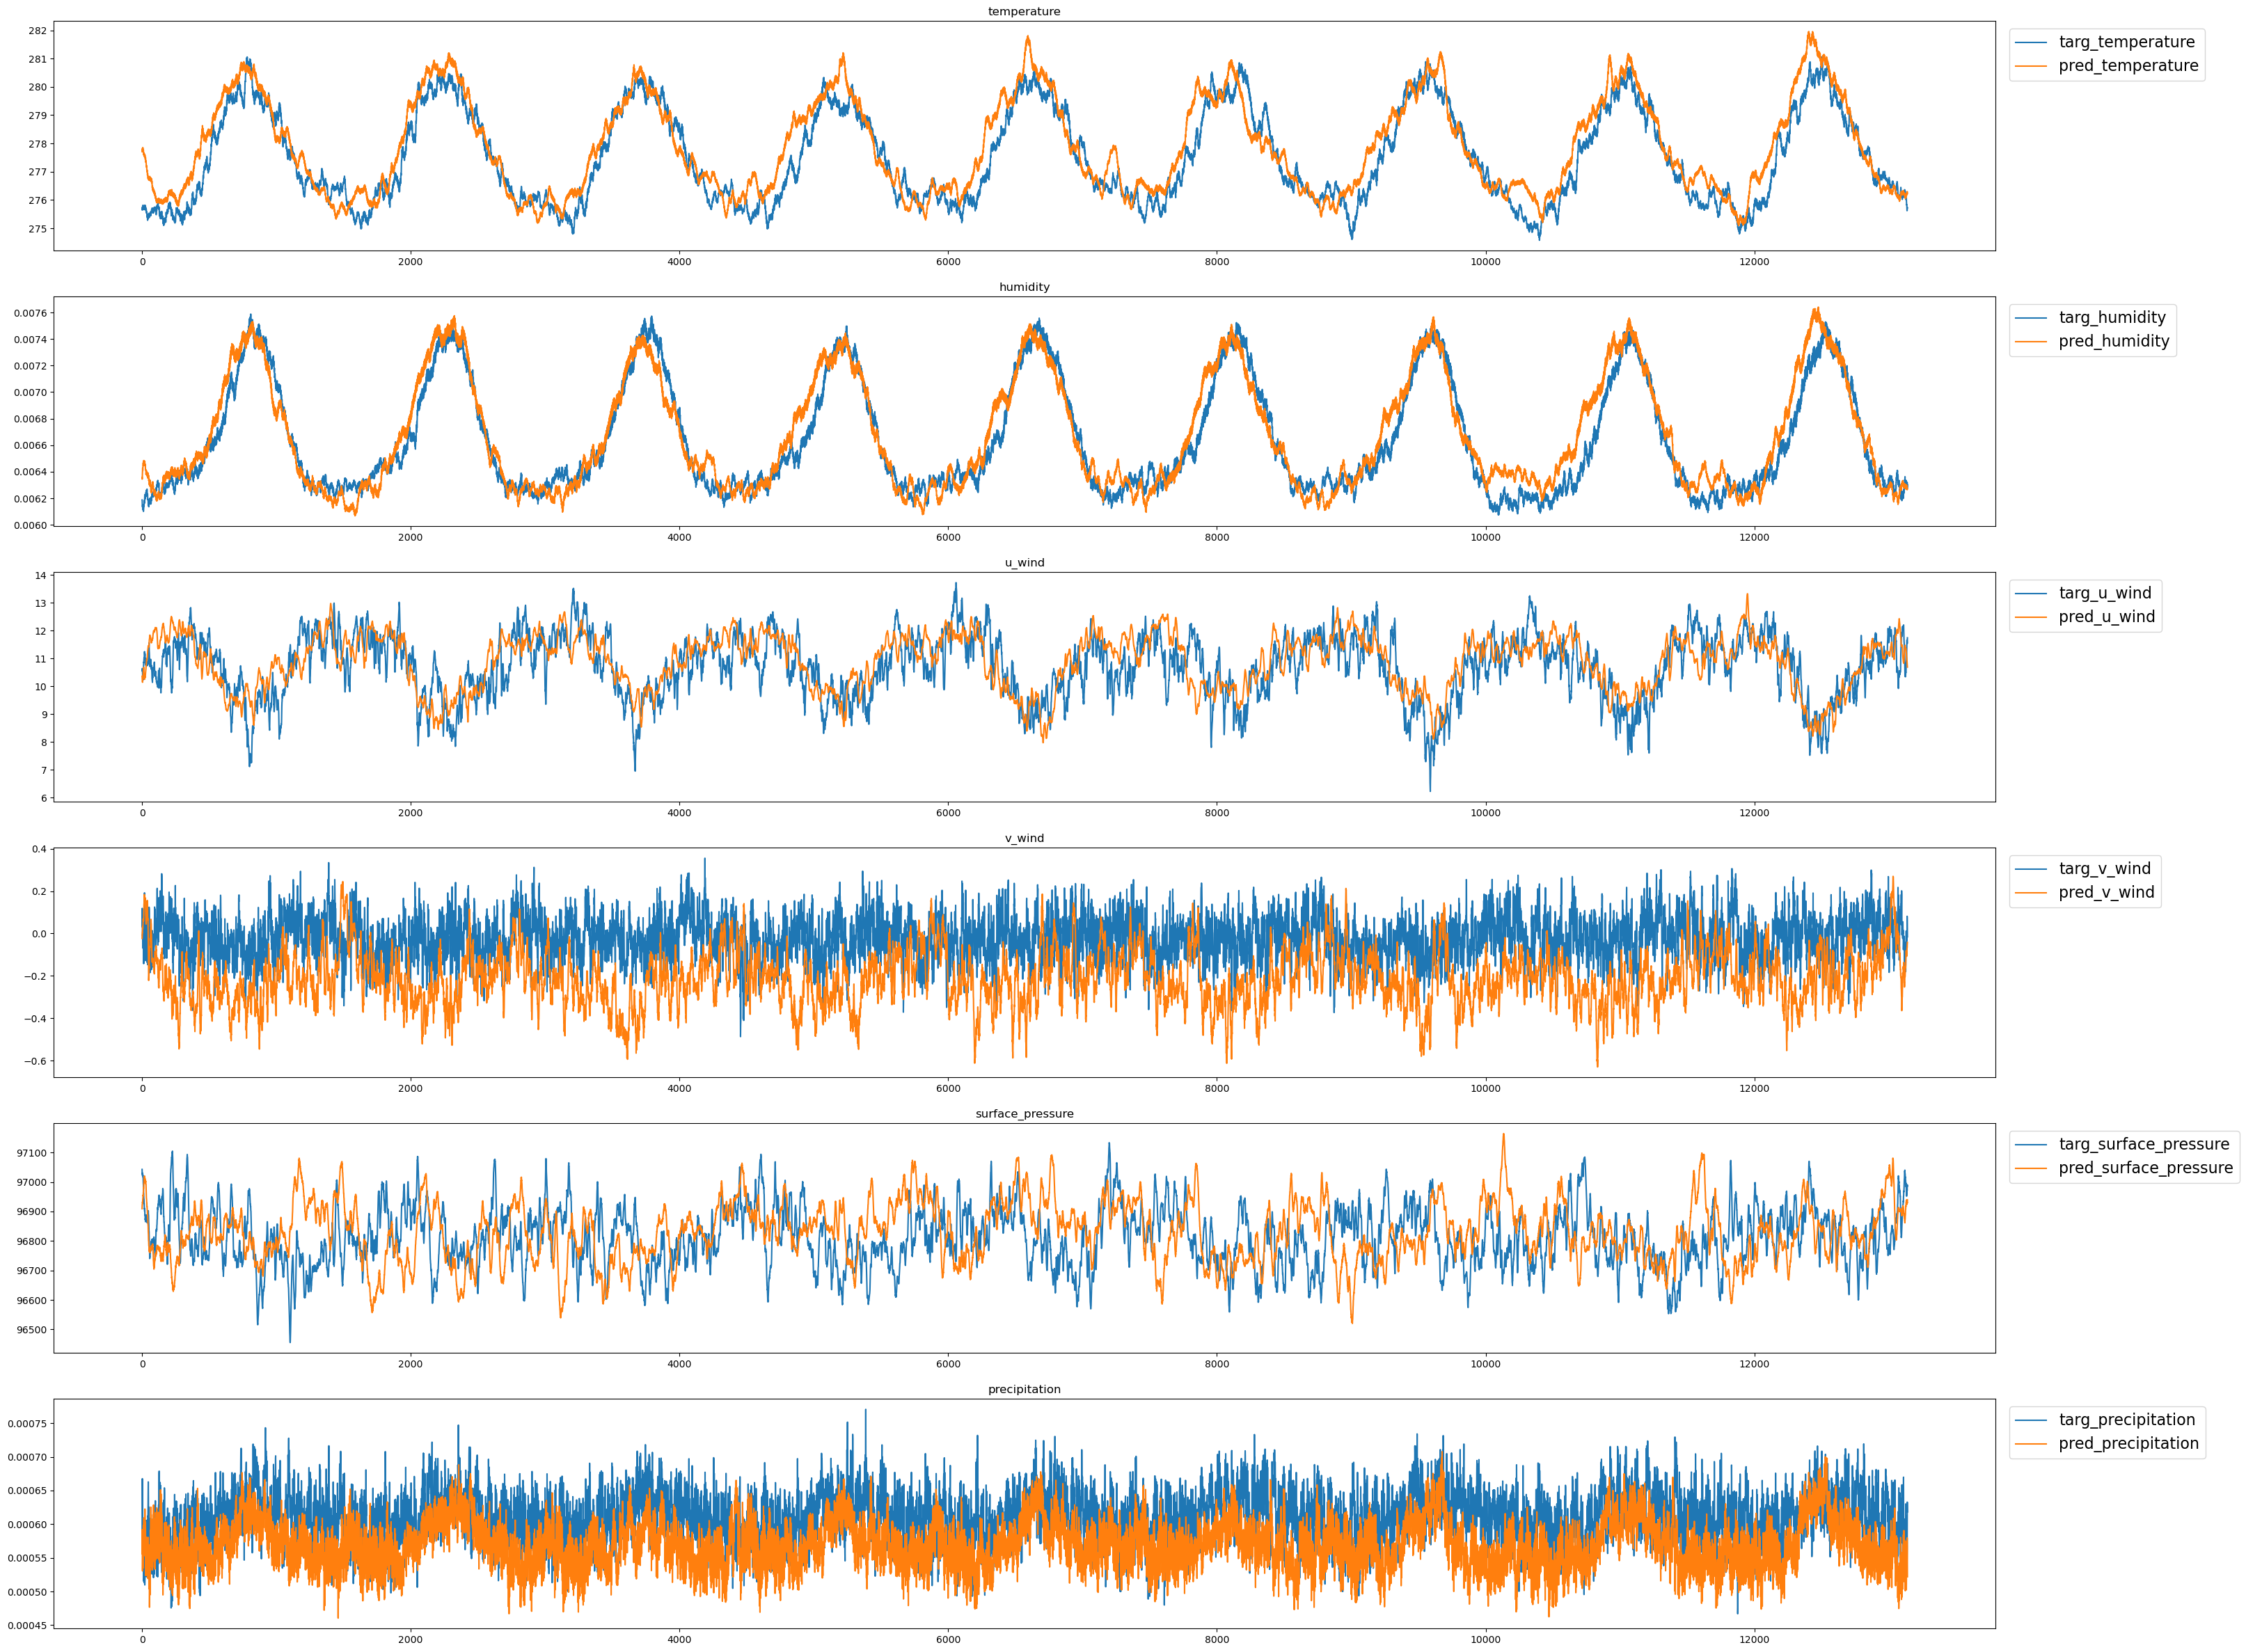 temperature
282
281
280
279
278
277
276
275
0 2000 4000 6000 8000 10000 12000
targ_temperature
pred_temperature
humidity
0.0076
0.0074
0.0072
0.0070
0.0068
0.0066
0.0064
0.0062
0.0060
0 2000 4000 6000 8000 10000 12000
targ_humidity
pred_humidity
u_wind
14
13
12
11
10
9
8
7
6
0 2000 4000 6000 8000 10000 12000
targ_u_wind
pred_u_wind
v_wind
0.4
0.2
0.0
−0.2
−0.4
−0.6
0 2000 4000 6000 8000 10000 12000
targ_v_wind
pred_v_wind
surface_pressure
97100
97000
96900
96800
96700
96600
96500
0 2000 4000 6000 8000 10000 12000
targ_surface_pressure
pred_surface_pressure
precipitation
0.00075
0.00070
0.00065
0.00060
0.00055
0.00050
0.00045
0 2000 4000 6000 8000 10000 12000
targ_precipitation
pred_precipitation